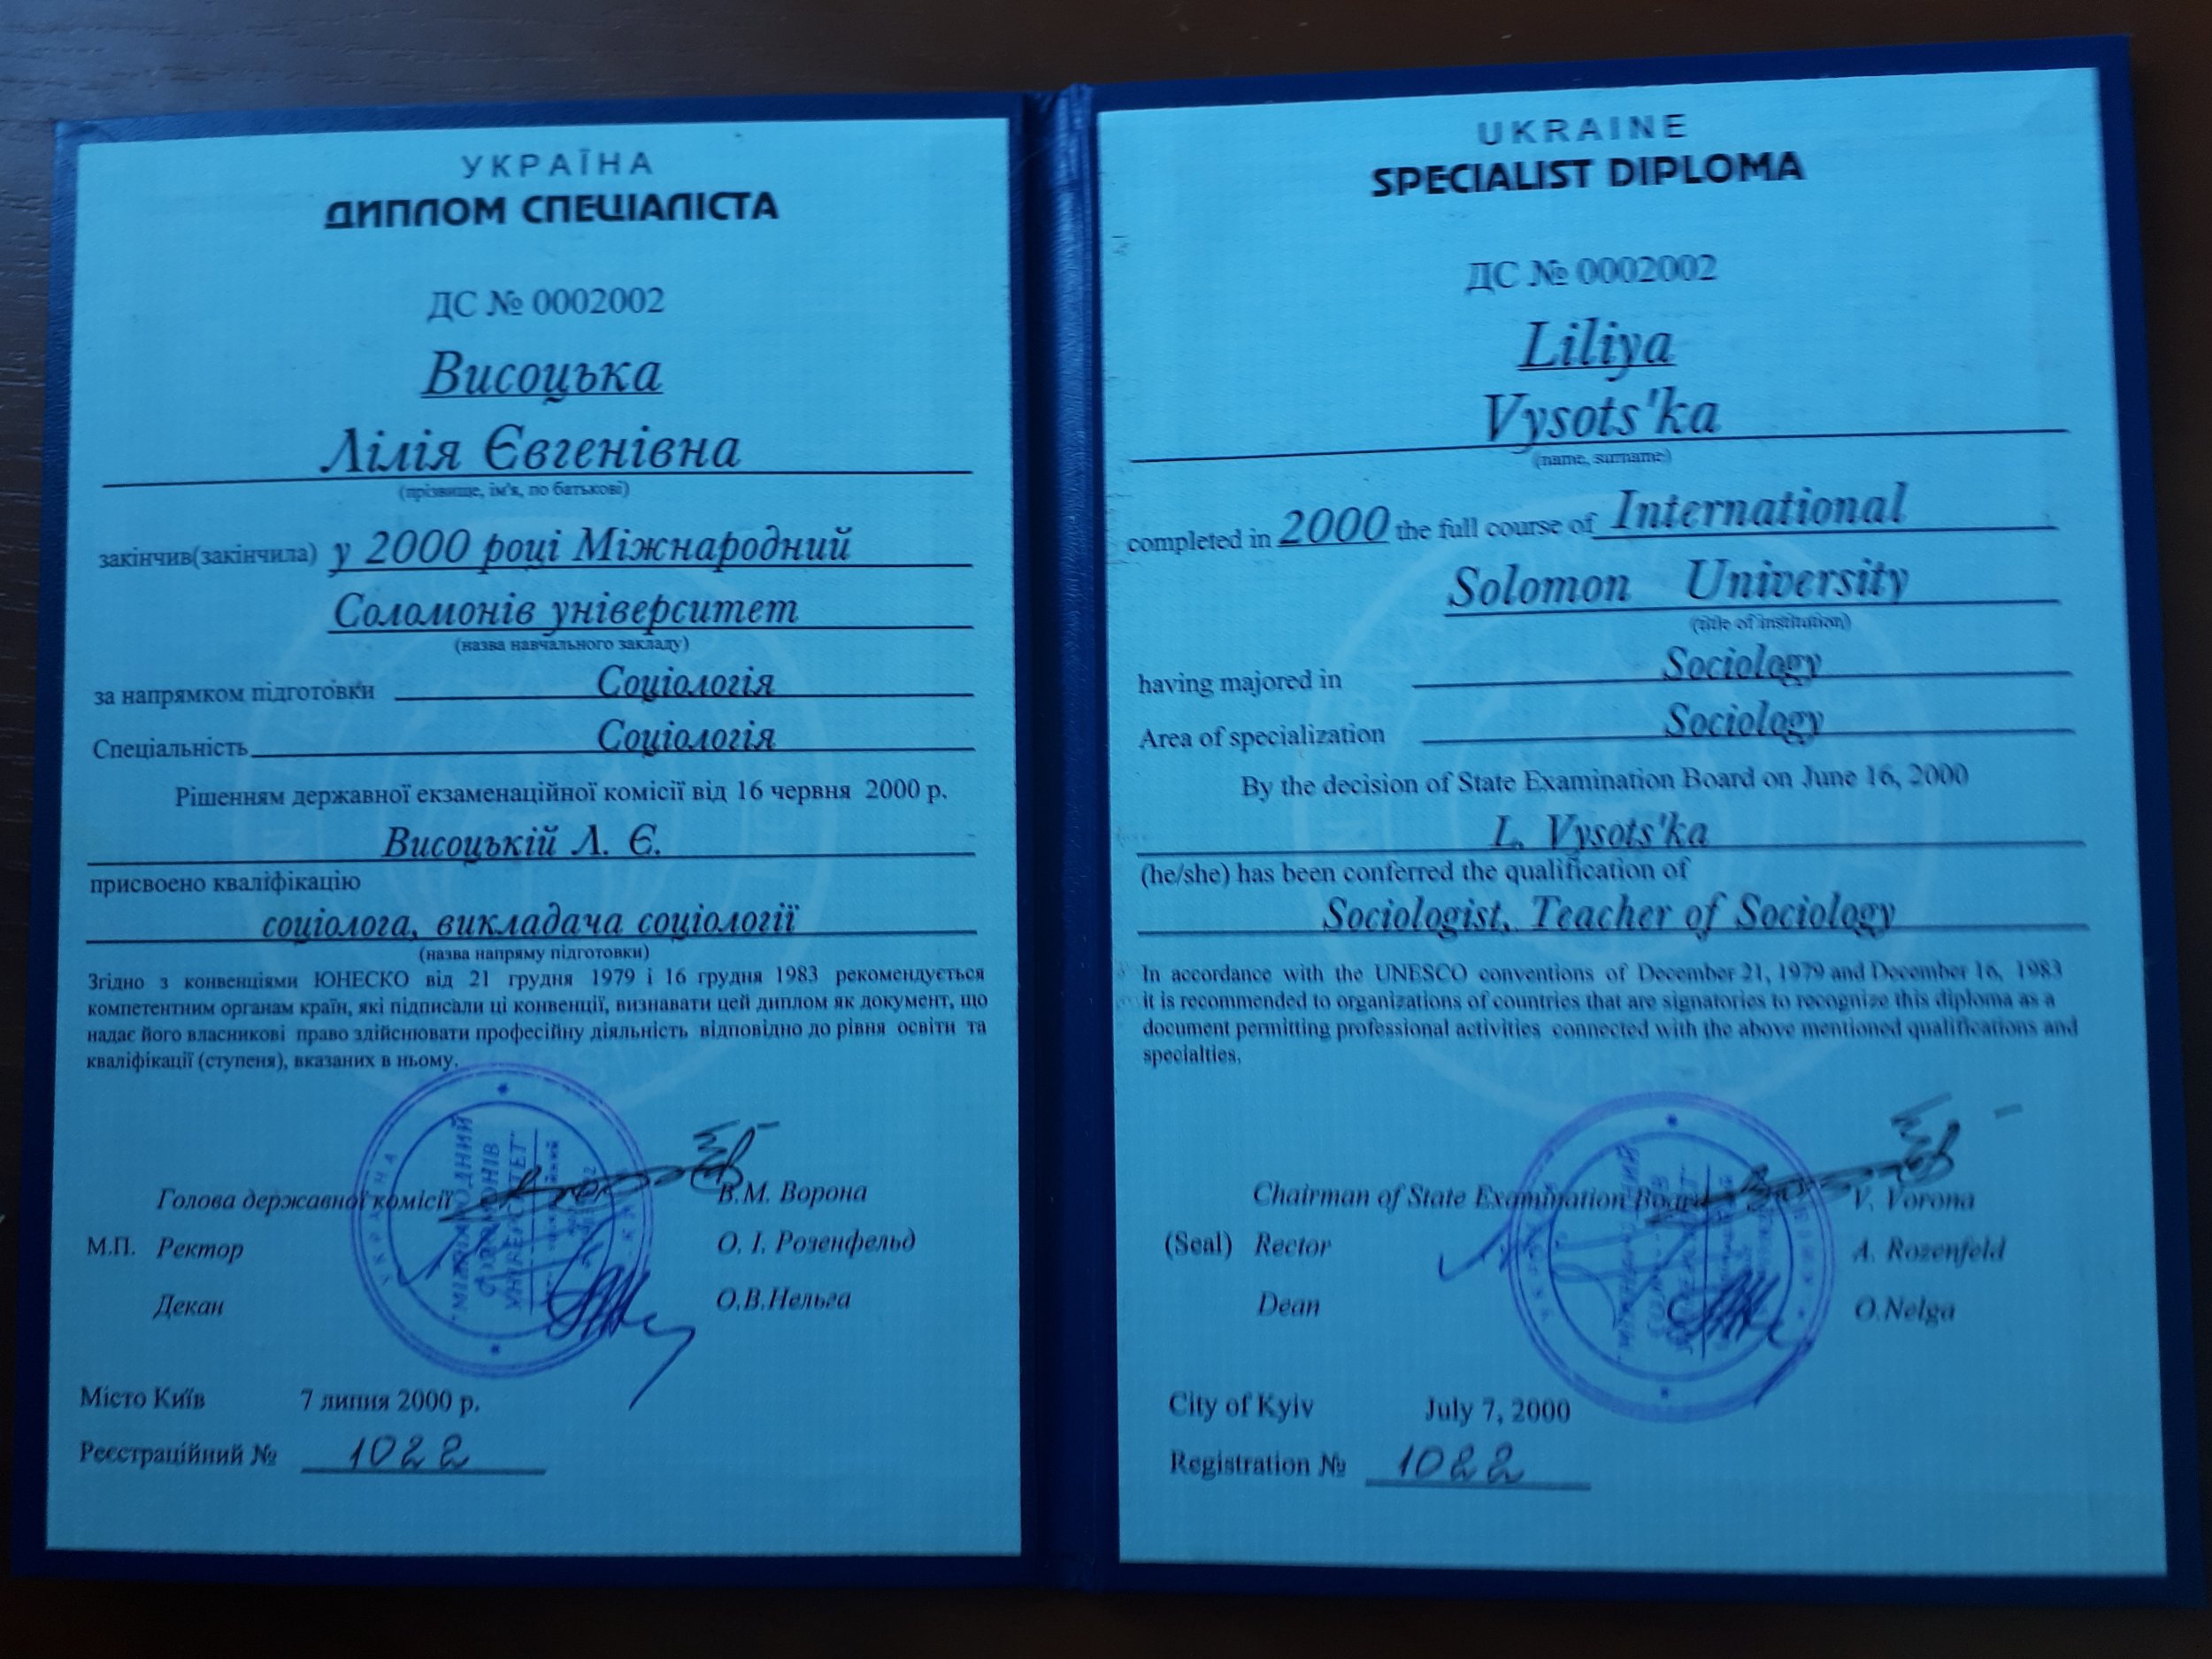 УКРАЇНА
ДИПЛОМ СПЕЦІАЛІСТА
ДС № 0002002
Висоцька
Лілія Євгенівна
(прізвище, ім'я, по батькові)
закінчив(закінчила) у 2000 році Міжнародний
Соломонів університет
(назва навчального закладу)
за напрямком підготовки Соціологія
Спеціальність Соціологія
Рішенням державної екзаменаційної комісії від 16 червня 2000 р.
Висоцькій Л. Є.
присвоєно кваліфікацію
соціолога, викладача соціології
(назва напряму підготовки)
Згідно з конвенціями ЮНЕСКО від 21 грудня 1979 і 16 грудня 1983 рекомендується
компетентним органам країн, які підписали ці конвенції, визнавати цей диплом як документ, що
надає його власникові право здійснювати професійну діяльність відповідно до рівня освіти та
кваліфікації (ступеня), вказаних в ньому.
Голова державної комісії В.М. Ворона
М.П. Ректор О. І. Розенфельд
Декан О.В.Нельга
УКРАЇНА
"МІЖНАРОДНИЙ
СОЛОМОНІВ
УНІВЕРСИТЕТ"
Місто Київ 7 липня 2000 р.
Реєстраційний № 1022
UKRAINE
SPECIALIST DIPLOMA
ДС № 0002002
Liliya
Vysots'ka
(name, surname)
completed in 2000 the full course of International
Solomon University
(title of institution)
having majored in Sociology
Area of specialization Sociology
By the decision of State Examination Board on June 16, 2000
L. Vysots'ka
(he/she) has been conferred the qualification of
Sociologist, Teacher of Sociology
In accordance with the UNESCO conventions of December 21, 1979 and December 16, 1983
it is recommended to organizations of countries that are signatories to recognize this diploma as a
document permitting professional activities connected with the above mentioned qualifications and
specialties.
Chairman of State Examination Board V. Vorona
(Seal) Rector A. Rozenfeld
Dean O.Nelga
City of Kyiv July 7, 2000
Registration № 1022